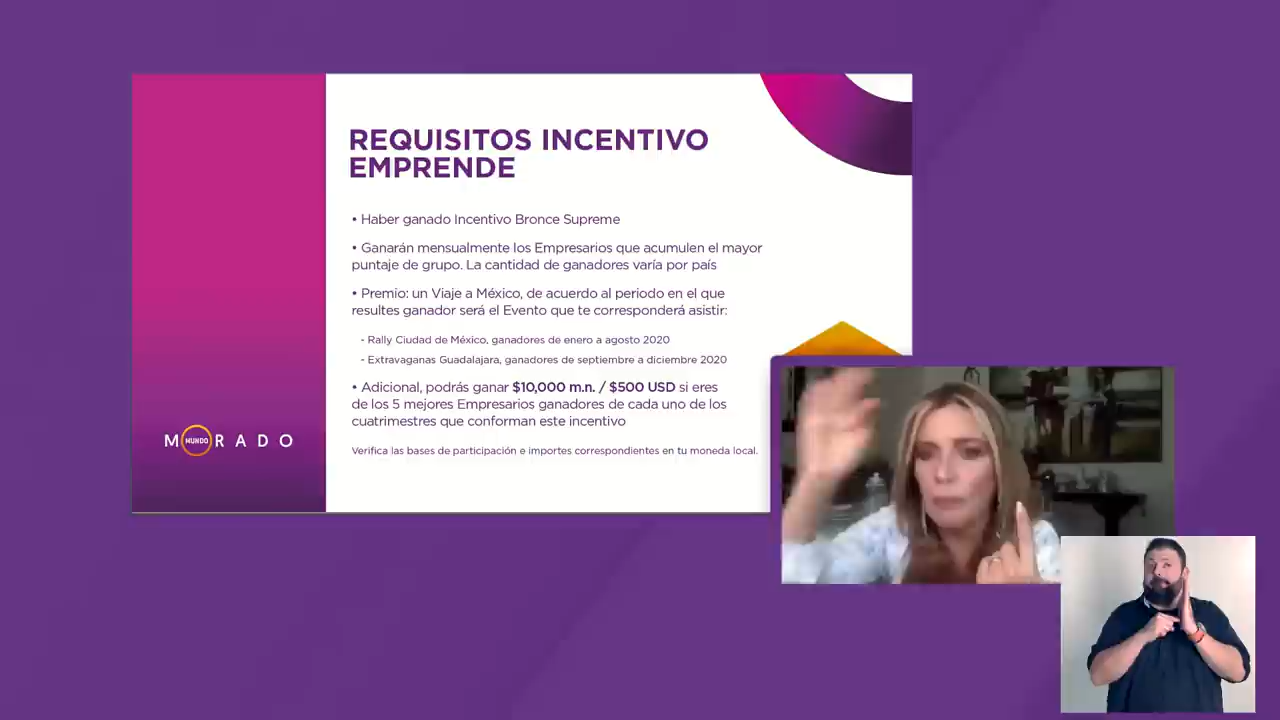 REQUISITOS INCENTIVO
EMPRENDE
• Haber ganado Incentivo Bronce Supreme
• Ganarán mensualmente los Empresarios que acumulen el mayor
puntaje de grupo. La cantidad de ganadores varía por país
• Premio: un Viaje a México, de acuerdo al periodo en el que
resultes ganador será el Evento que te corresponderá asistir:
- Rally Ciudad de México, ganadores de enero a agosto 2020
- Extravaganas Guadalajara, ganadores de septiembre a diciembre 2020
• Adicional, podrás ganar $10,000 m.n. / $500 USD si eres
de los 5 mejores Empresarios ganadores de cada uno de los
cuatrimestres que conforman este incentivo
Verifica las bases de participación e importes correspondientes en tu moneda local.
MUNDO
MORADO